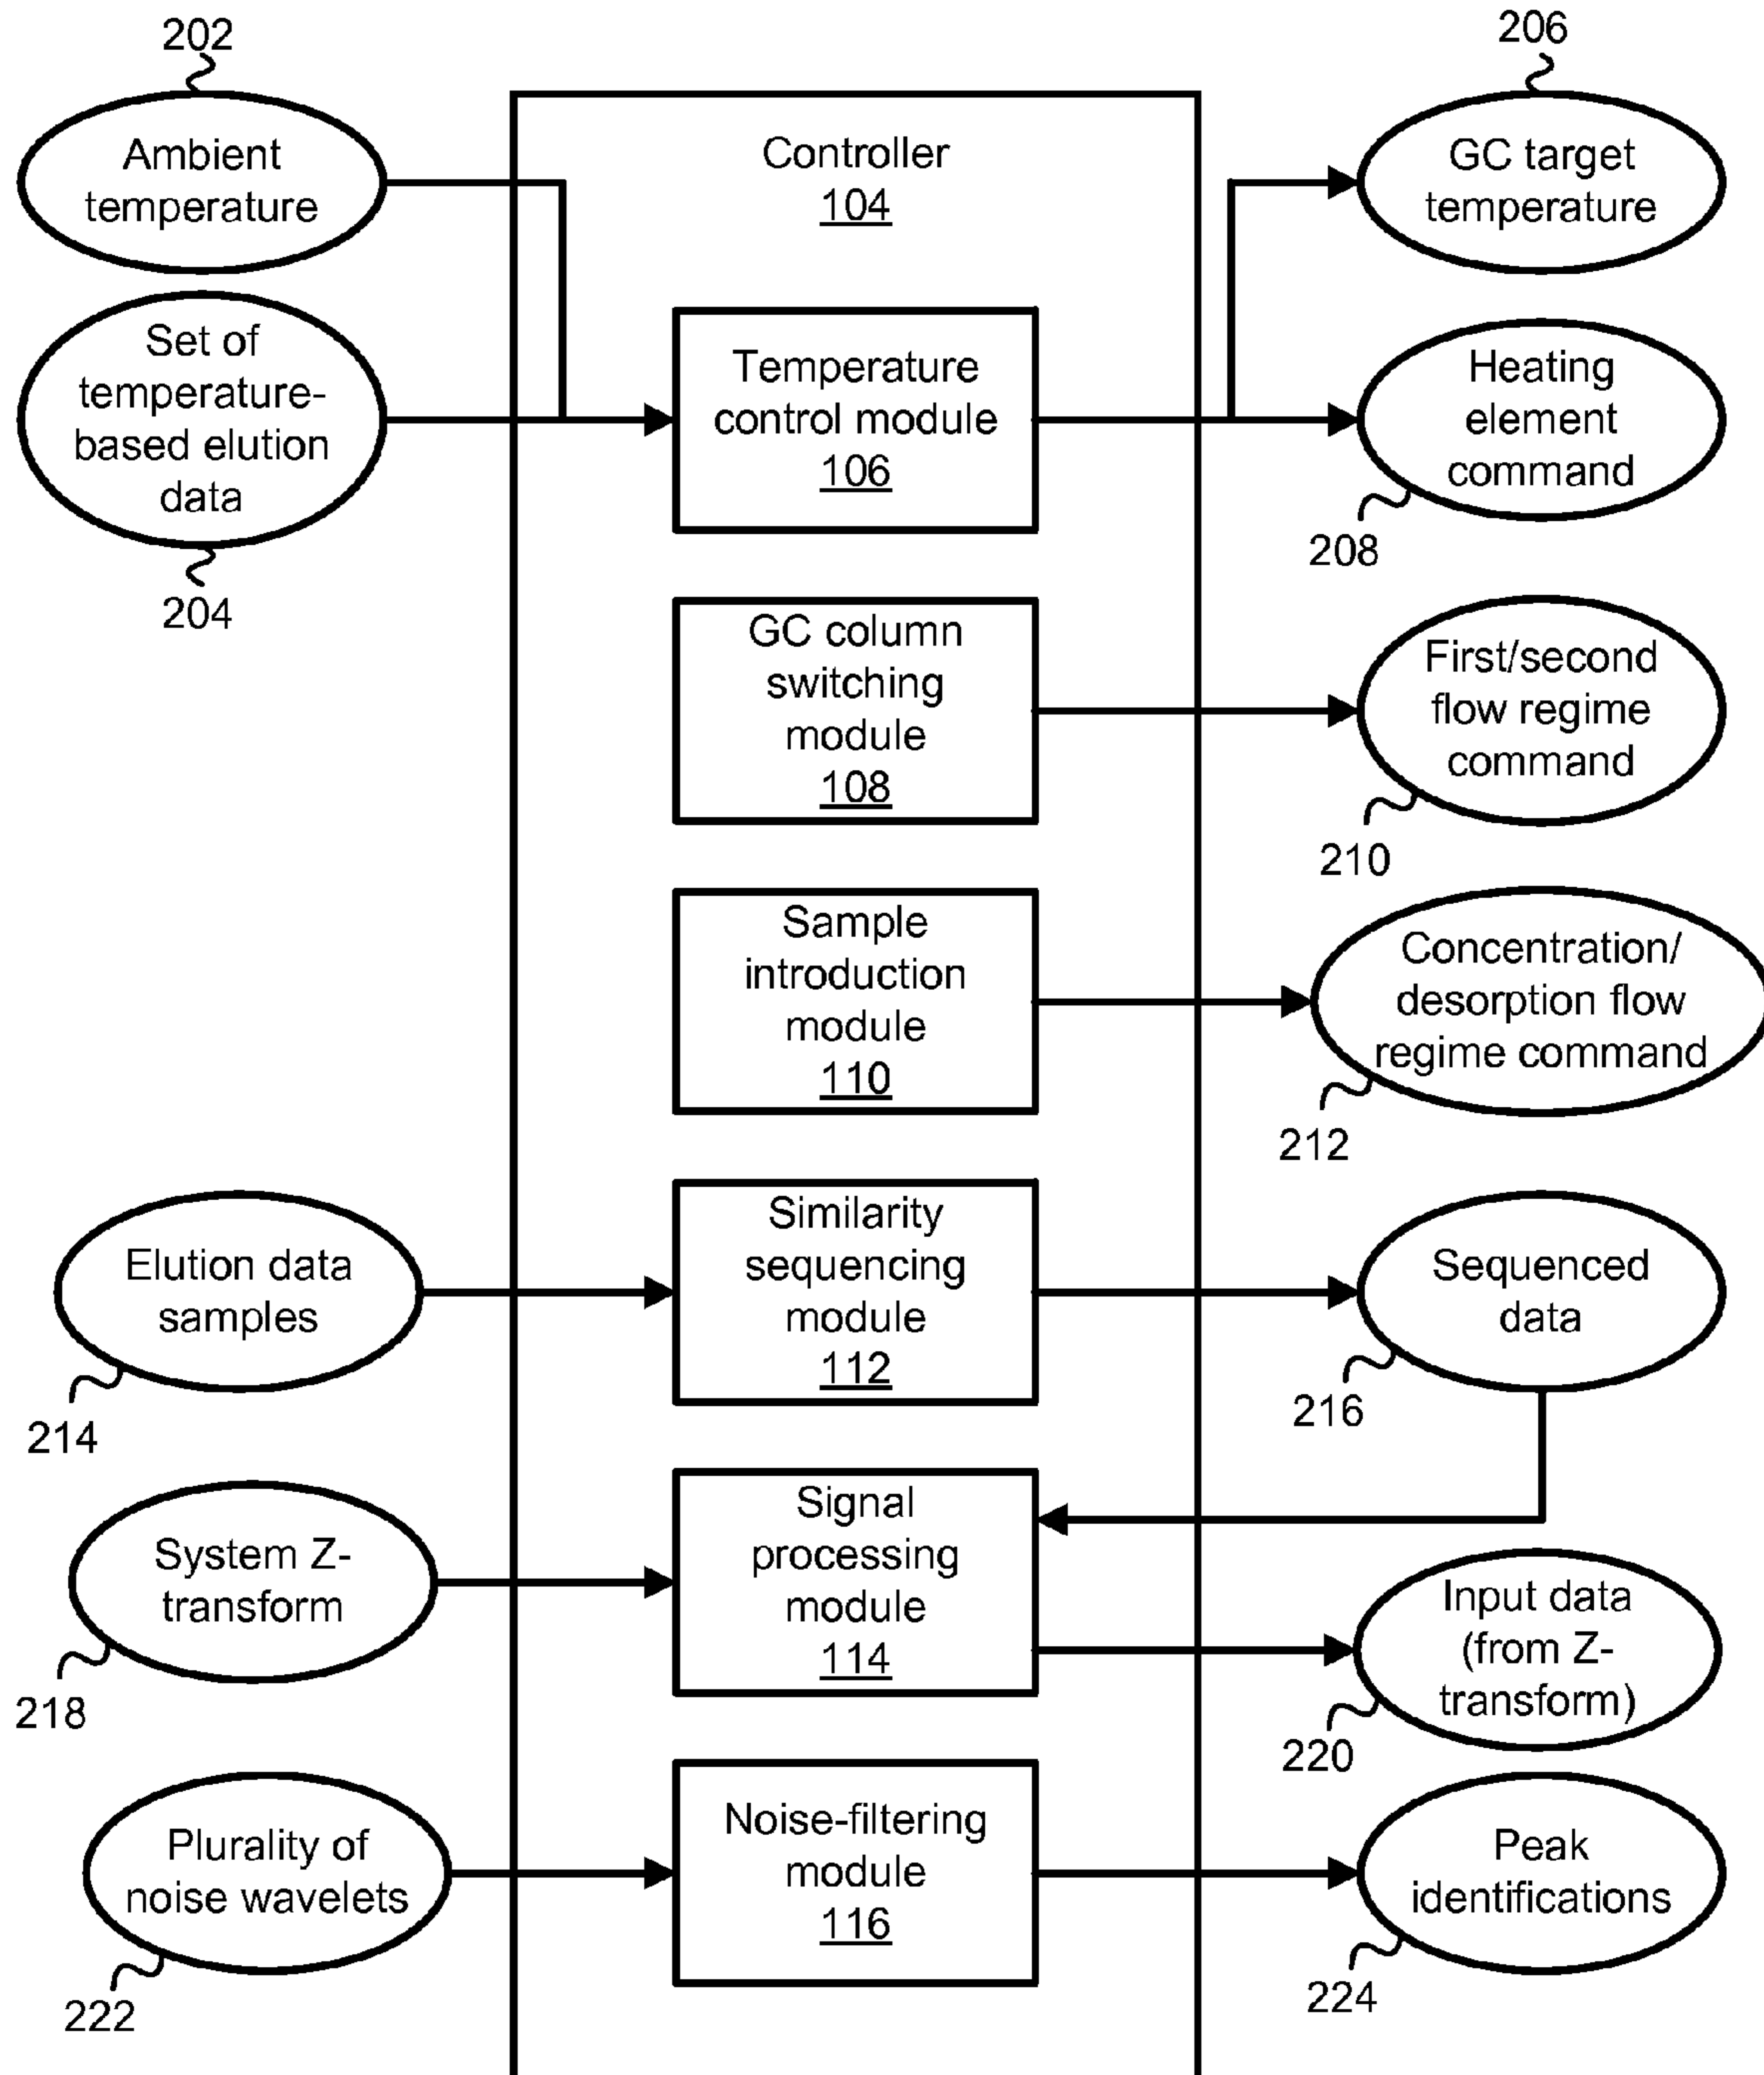 202
206
Ambient
temperature
Controller
104
GC target
temperature
Set of
temperature-
based elution
data
204
Temperature
control module
106
Heating
element
command
208
GC column
switching
module
108
First/second
flow regime
command
210
Sample
introduction
module
110
Concentration/
desorption flow
regime command
212
Elution data
samples
214
Similarity
sequencing
module
112
Sequenced
data
216
System Z-
transform
218
Signal
processing
module
114
Input data
(from Z-
transform)
220
Plurality of
noise wavelets
222
Noise-filtering
module
116
Peak
identifications
224